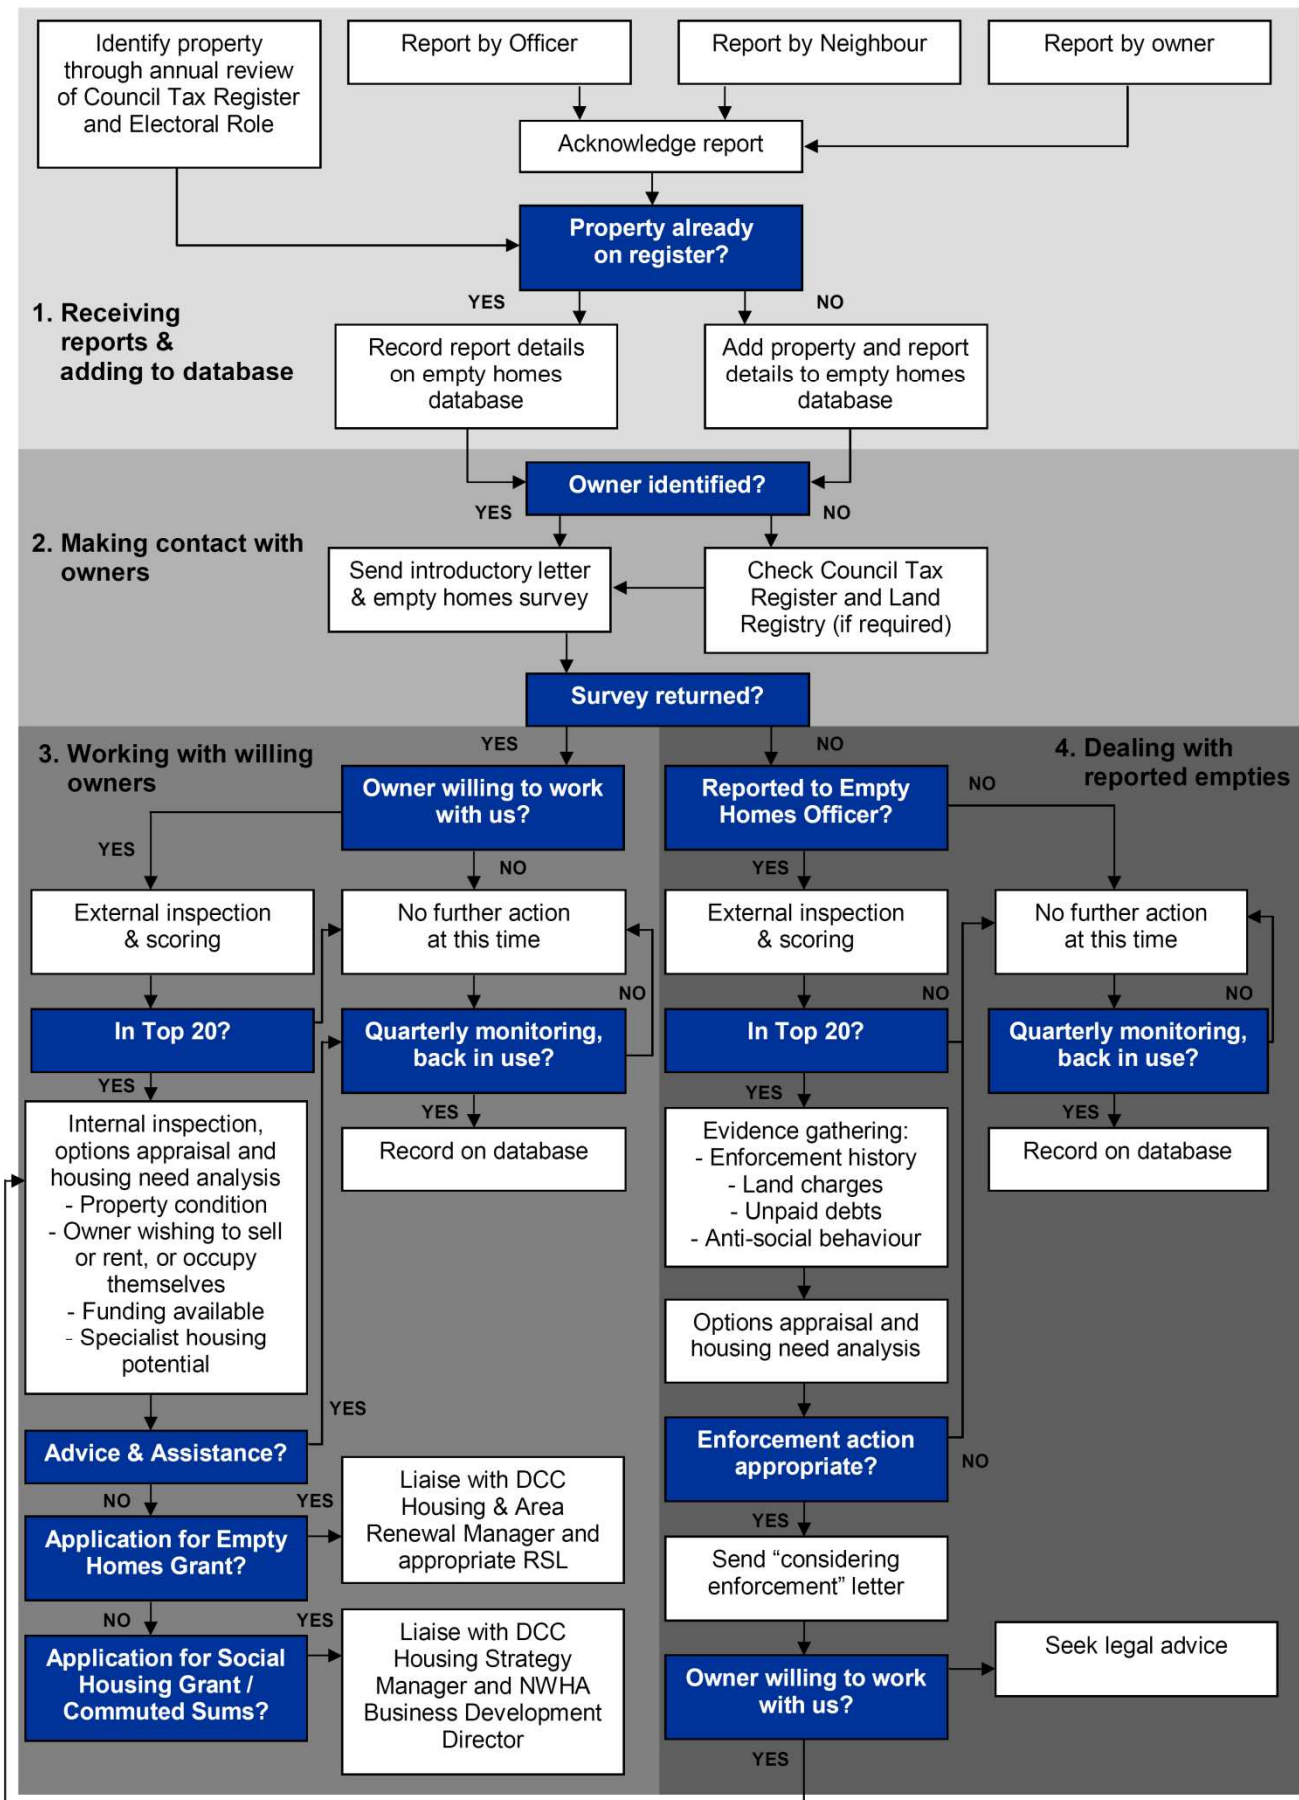 Identify property
through annual review
of Council Tax Register
and Electoral Role
Report by Officer
Report by Neighbour
Report by owner
Acknowledge report
Property already
on register?
YES
NO
1. Receiving
reports &
adding to database
Record report details
on empty homes
database
Add property and report
details to empty homes
database
Owner identified?
YES
NO
2. Making contact with
owners
Send introductory letter
& empty homes survey
Check Council Tax
Register and Land
Registry (if required)
Survey returned?
YES
NO
3. Working with willing
owners
4. Dealing with
reported empties
Owner willing to work
with us?
YES
NO
External inspection
& scoring
No further action
at this time
NO
In Top 20?
YES
Quarterly monitoring,
back in use?
YES
Record on database
Internal inspection,
options appraisal and
housing need analysis
- Property condition
- Owner wishing to sell
or rent, or occupy
themselves
- Funding available
- Specialist housing
potential
YES
Advice & Assistance?
NO
YES
Liaise with DCC
Housing & Area
Renewal Manager and
appropriate RSL
Application for Empty
Homes Grant?
NO
YES
Liaise with DCC
Housing Strategy
Manager and NWHA
Business Development
Director
Application for Social
Housing Grant /
Commuted Sums?
Reported to Empty
Homes Officer?
NO
YES
External inspection
& scoring
No further action
at this time
NO
NO
In Top 20?
YES
Quarterly monitoring,
back in use?
YES
Record on database
Evidence gathering:
- Enforcement history
- Land charges
- Unpaid debts
- Anti-social behaviour
Options appraisal and
housing need analysis
Enforcement action
appropriate?
NO
YES
Send “considering
enforcement” letter
Owner willing to work
with us?
Seek legal advice
YES